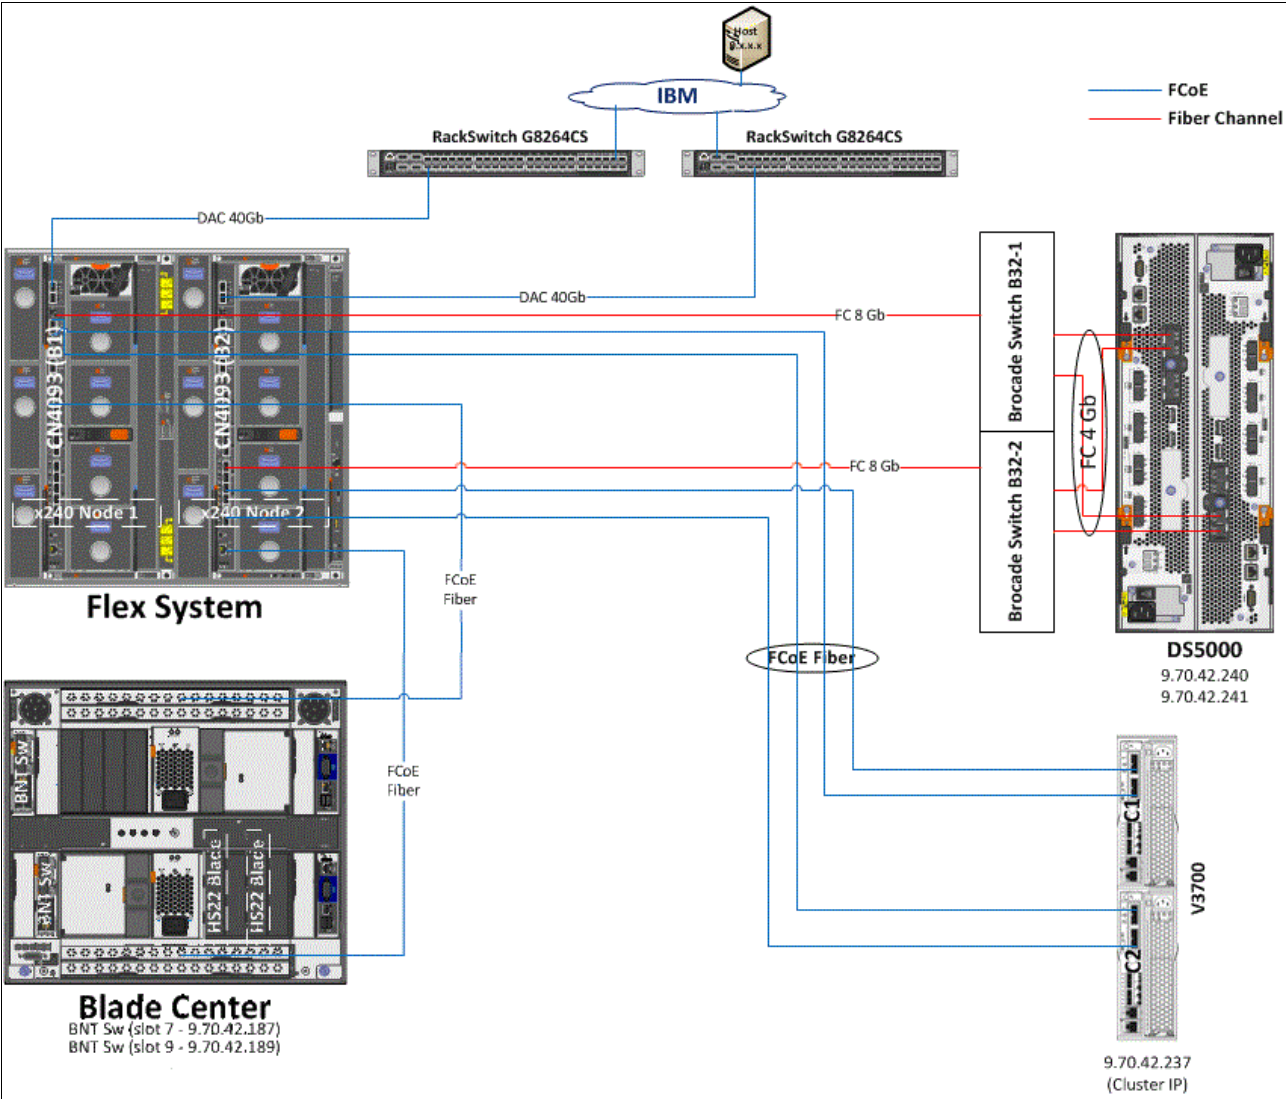 Host
9.x.x.x
IBM
FCoE
Fiber Channel
RackSwitch G8264CS
RackSwitch G8264CS
DAC 40Gb
DAC 40Gb
FC 8 Gb
FC 8 Gb
CN4093 (B1)
CN4093 (B2)
x240 Node 1
x240 Node 2
Flex System
Brocade Switch B32-1
Brocade Switch B32-2
FC 4 Gb
DS5000
9.70.42.240
9.70.42.241
FCoE
Fiber
FCoE Fiber
FCoE
Fiber
BNT Sw
BNT Sw
HS22 Blade
HS22 Blade
Blade Center
BNT Sw (slot 7 - 9.70.42.187)
BNT Sw (slot 9 - 9.70.42.189)
C1
C2
V3700
9.70.42.237
(Cluster IP)